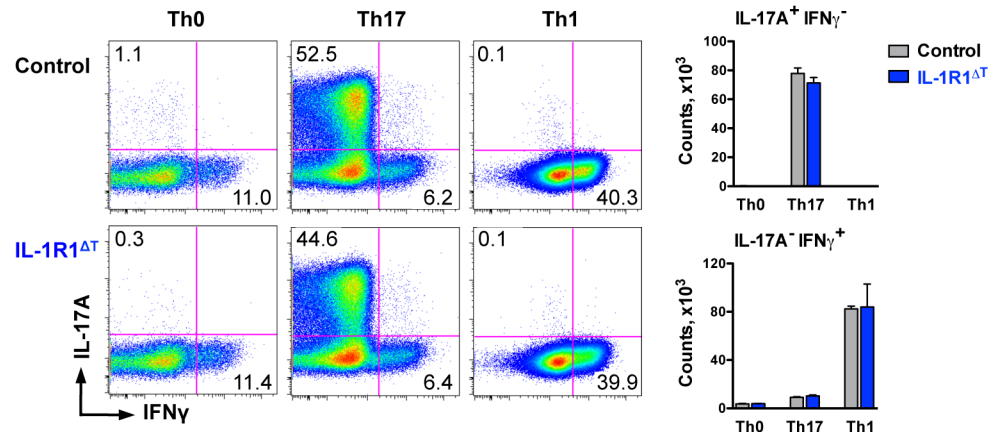 Th0 Th17 Th1
Control
1.1 52.5 0.1
11.0 6.2 40.3
IL-1R1ΔT
0.3 44.6 0.1
11.4 6.4 39.9
IL-17A
IFNγ
IL-17A+ IFNγ-
Control
IL-1R1ΔT
Counts, x103
100
80
60
40
20
0
Th0 Th17 Th1
IL-17A- IFNγ+
Counts, x103
120
80
40
0
Th0 Th17 Th1